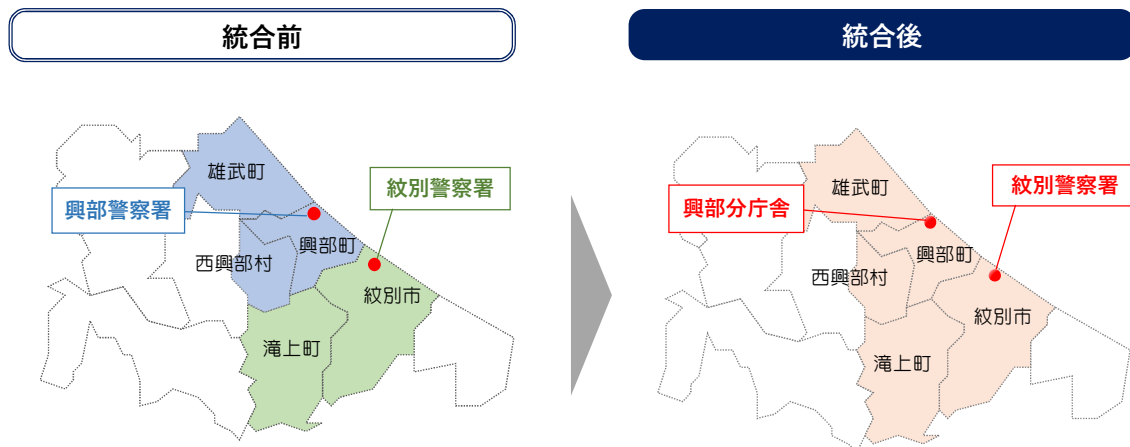 統合前
統合後
雄武町
紋別警察署
興部警察署
興部町
西興部村
紋別市
滝上町
雄武町
紋別警察署
興部分庁舎
興部町
西興部村
紋別市
滝上町